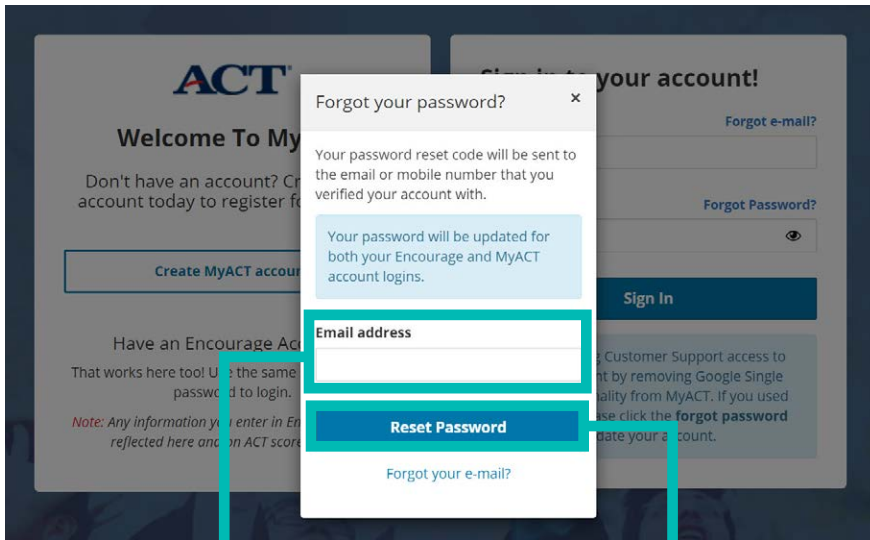 ACT
Welcome To My
Don't have an account? Cr
account today to register fo
Create MyACT accour
Have an Encourage Ac
That works here too! Use the same
password to login.
Note: Any information you enter in En
reflected here and on ACT score
Forgot your password? ×
Your password reset code will be sent to
the email or mobile number that you
verified your account with.
Your password will be updated for
both your Encourage and MyACT
account logins.
Email address
Reset Password
Forgot your e-mail?
Sign in to your account!
Forgot e-mail?
Forgot Password?
Sign In
Customer Support access to
nt by removing Google Single
ality from MyACT. If you used
ase click the forgot password
date your account.